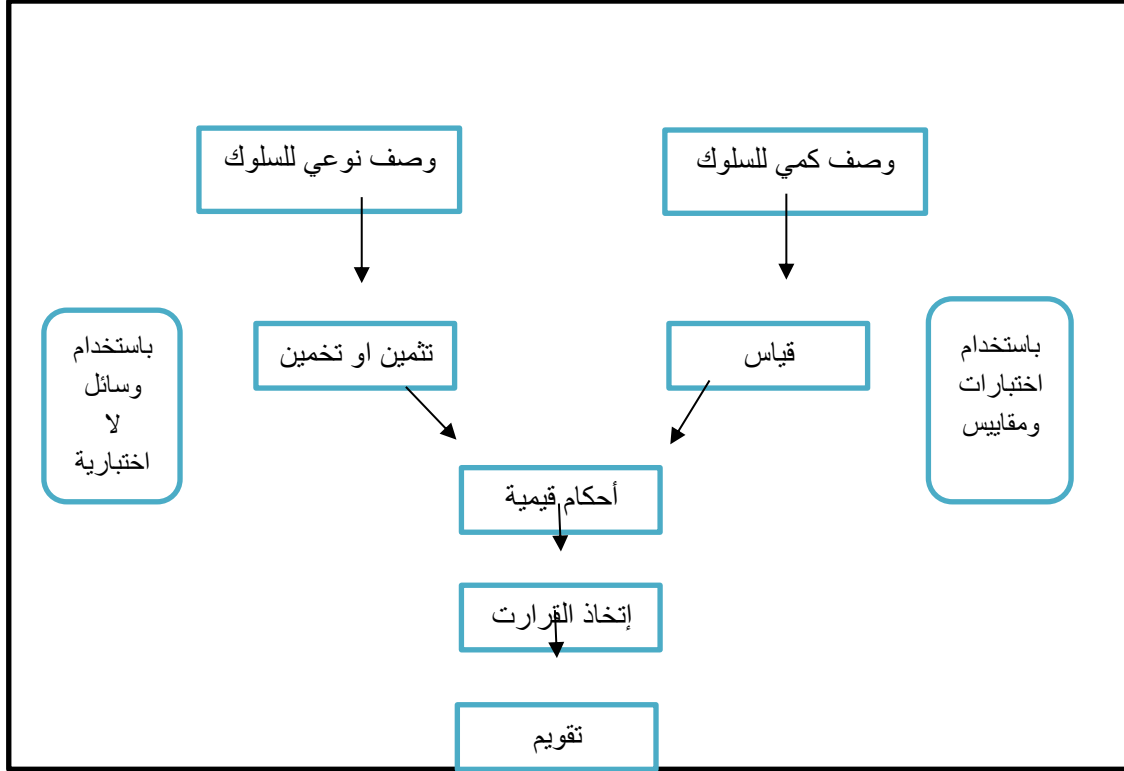 وصف كمي للسلوك
وصف نوعي للسلوك
باستخدام
اختبارات
ومقاييس
قياس
تثمين او تخمين
باستخدام
وسائل
لا
اختبارية
أحكام قيمية
إتخاذ القرارت
تقويم